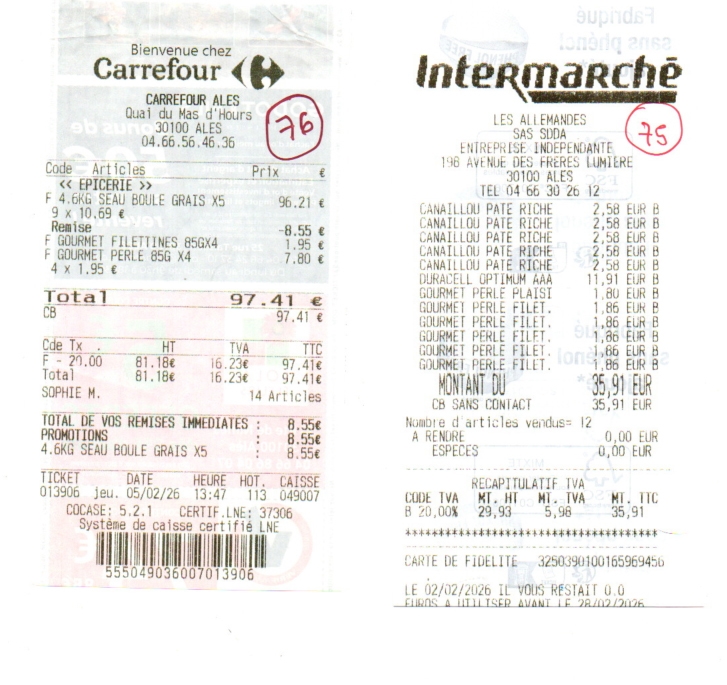 Bienvenue chez
Carrefour
CARREFOUR ALES
Quai du Mas d'Hours
30100 ALES
04.66.56.46.36
76
Code Articles Prix €
<< EPICERIE >>
F 4.6KG SEAU BOULE GRAIS X5 96.21 €
9 x 10.69 €
Remise -8.55 €
F GOURMET FILETTINES 85GX4 1.95 €
F GOURMET PERLE 85G X4 7.80 €
4 x 1.95 €
Total 97.41 €
CB 97.41 €
Cde Tx . HT TVA TTC
F - 20.00 81.18€ 16.23€ 97.41€
Total 81.18€ 16.23€ 97.41€
SOPHIE M. 14 Articles
TOTAL DE VOS REMISES IMMEDIATES : 8.55€
PROMOTIONS : 8.55€
4.6KG SEAU BOULE GRAIS X5 : 8.55€
TICKET DATE HEURE HOT. CAISSE
013906 jeu. 05/02/26 13:47 113 049007
COCASE: 5.2.1 CERTIF.LNE: 37306
Système de caisse certifié LNE
5550490360070 13906
Intermarché
LES ALLEMANDES
SAS SDDA
ENTREPRISE INDEPENDANTE
198 AVENUE DES FRERES LUMIERE
30100 ALES
TEL 04 66 30 26 12
75
CANAILLOU PATE RICHE 2,58 EUR B
CANAILLOU PATE RICHE 2,58 EUR B
CANAILLOU PATE RICHE 2,58 EUR B
CANAILLOU PATE RICHE 2,58 EUR B
CANAILLOU PATE RICHE 2,58 EUR B
DURACELL OPTIMUM AAA 11,91 EUR B
GOURMET PERLE PLAISI 1,80 EUR B
GOURMET PERLE FILET. 1,86 EUR B
GOURMET PERLE FILET. 1,86 EUR B
GOURMET PERLE FILET. 1,86 EUR B
GOURMET PERLE FILET. 1,86 EUR B
GOURMET PERLE FILET. 1,86 EUR B
MONTANT DU 35,91 EUR
CB SANS CONTACT 35,91 EUR
Nombre d'articles vendus= 12
A RENDRE 0,00 EUR
ESPECES 0,00 EUR
RECAPITULATIF TVA
CODE TVA MT. HT MT. TVA MT. TTC
B 20,00% 29,93 5,98 35,91
CARTE DE FIDELITE 3250390100165969456
LE 02/02/2026 IL VOUS RESTAIT 0.0
EUROS A UTILISER AVANT LE 28/02/2026